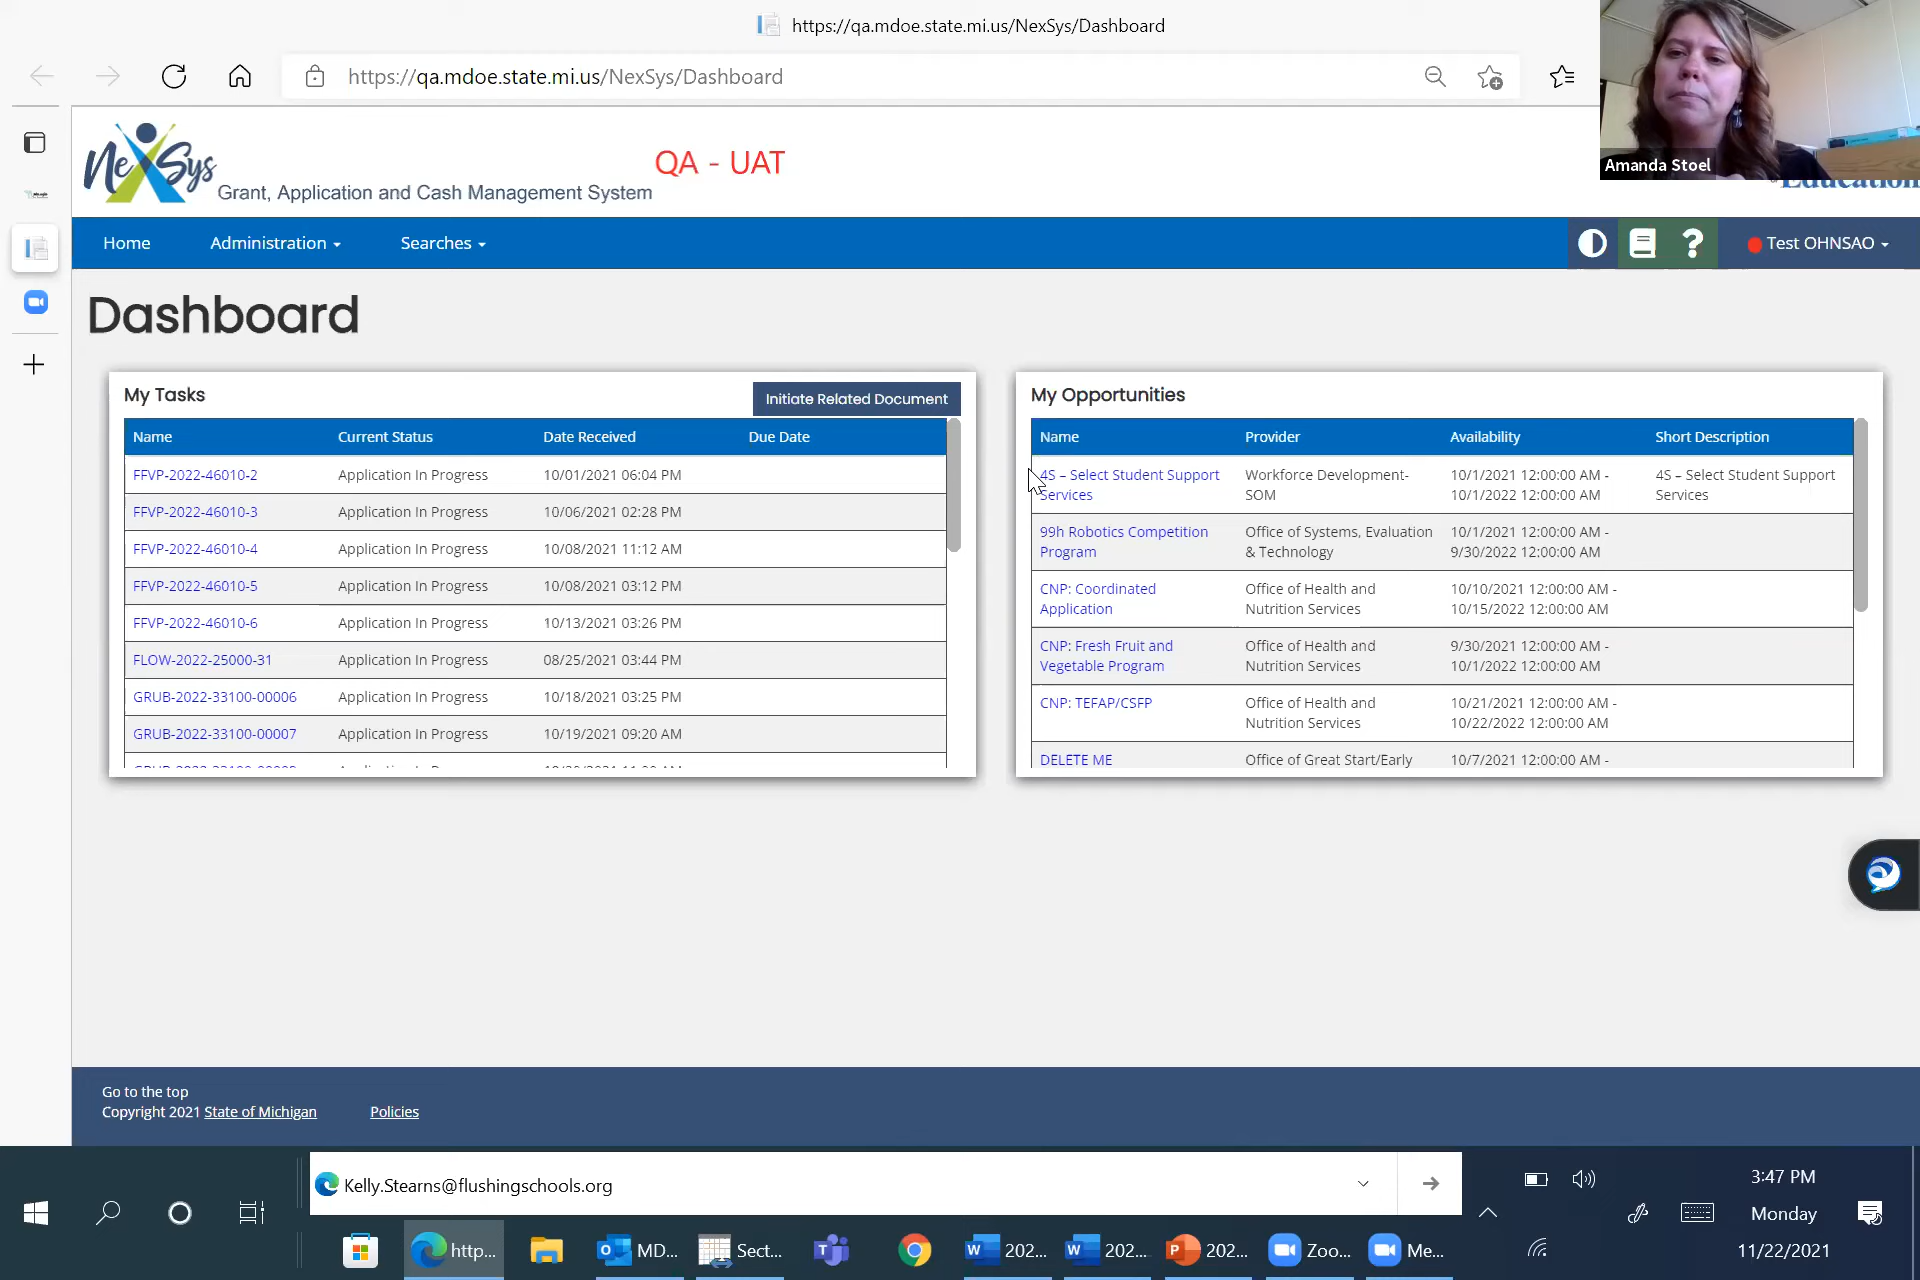 https://qa.mdoe.state.mi.us/NexSys/Dashboard
https://qa.mdoe.state.mi.us/NexSys/Dashboard
Amanda Stoel
Education
NexSys
Grant, Application and Cash Management System
QA - UAT
Home
Administration
Searches
?
Test OHNSAO
Dashboard
My Tasks
Initiate Related Document
Name Current Status Date Received Due Date
FFVP-2022-46010-2 Application In Progress 10/01/2021 06:04 PM
FFVP-2022-46010-3 Application In Progress 10/06/2021 02:28 PM
FFVP-2022-46010-4 Application In Progress 10/08/2021 11:12 AM
FFVP-2022-46010-5 Application In Progress 10/08/2021 03:12 PM
FFVP-2022-46010-6 Application In Progress 10/13/2021 03:26 PM
FLOW-2022-25000-31 Application In Progress 08/25/2021 03:44 PM
GRUB-2022-33100-00006 Application In Progress 10/18/2021 03:25 PM
GRUB-2022-33100-00007 Application In Progress 10/19/2021 09:20 AM
My Opportunities
Name Provider Availability Short Description
4S – Select Student Support Workforce Development- 10/1/2021 12:00:00 AM - 4S – Select Student Support
Services SOM 10/1/2022 12:00:00 AM Services
99h Robotics Competition Office of Systems, Evaluation 10/1/2021 12:00:00 AM -
Program & Technology 9/30/2022 12:00:00 AM
CNP: Coordinated Office of Health and 10/10/2021 12:00:00 AM -
Application Nutrition Services 10/15/2022 12:00:00 AM
CNP: Fresh Fruit and Office of Health and 9/30/2021 12:00:00 AM -
Vegetable Program Nutrition Services 10/1/2022 12:00:00 AM
CNP: TEFAP/CSFP Office of Health and 10/21/2021 12:00:00 AM -
Nutrition Services 10/22/2022 12:00:00 AM
DELETE ME Office of Great Start/Early 10/7/2021 12:00:00 AM -
Go to the top
Copyright 2021 State of Michigan Policies
Kelly.Stearns@flushingschools.org
http...
MD...
Sect...
202...
202...
202...
Zoo...
Me...
3:47 PM
Monday
11/22/2021